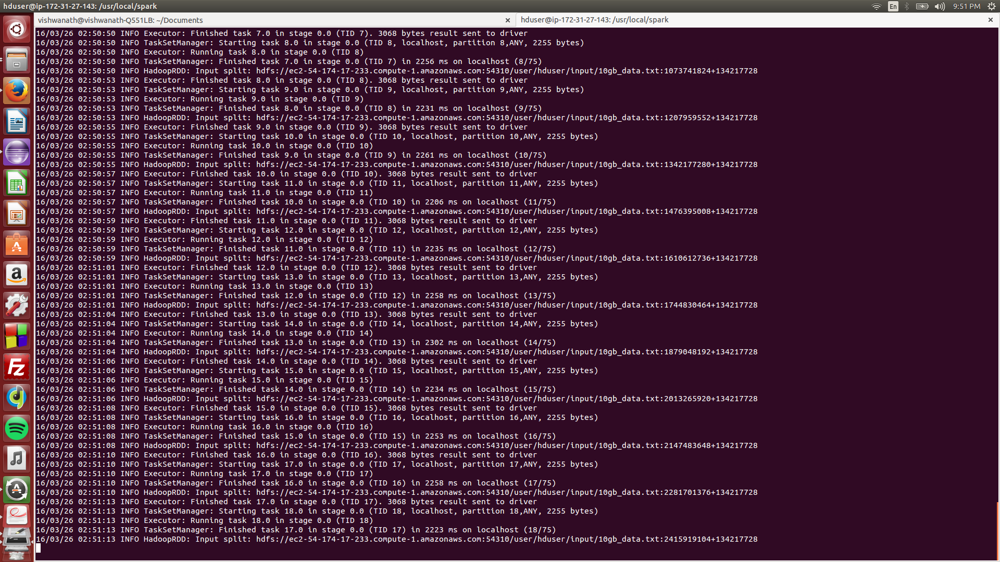 hduser@ip-172-31-27-143: /usr/local/spark
En
9:51 PM
vishwanath@vishwanath-Q551LB: ~/Documents
hduser@ip-172-31-27-143: /usr/local/spark
16/03/26 02:50:50 INFO Executor: Finished task 7.0 in stage 0.0 (TID 7). 3068 bytes result sent to driver
16/03/26 02:50:50 INFO TaskSetManager: Starting task 8.0 in stage 0.0 (TID 8, localhost, partition 8,ANY, 2255 bytes)
16/03/26 02:50:50 INFO Executor: Running task 8.0 in stage 0.0 (TID 8)
16/03/26 02:50:50 INFO TaskSetManager: Finished task 7.0 in stage 0.0 (TID 7) in 2256 ms on localhost (8/75)
16/03/26 02:50:50 INFO HadoopRDD: Input split: hdfs://ec2-54-174-17-233.compute-1.amazonaws.com:54310/user/hduser/input/10gb_data.txt:1073741824+134217728
16/03/26 02:50:53 INFO Executor: Finished task 8.0 in stage 0.0 (TID 8). 3068 bytes result sent to driver
16/03/26 02:50:53 INFO TaskSetManager: Starting task 9.0 in stage 0.0 (TID 9, localhost, partition 9,ANY, 2255 bytes)
16/03/26 02:50:53 INFO Executor: Running task 9.0 in stage 0.0 (TID 9)
16/03/26 02:50:53 INFO TaskSetManager: Finished task 8.0 in stage 0.0 (TID 8) in 2231 ms on localhost (9/75)
16/03/26 02:50:53 INFO HadoopRDD: Input split: hdfs://ec2-54-174-17-233.compute-1.amazonaws.com:54310/user/hduser/input/10gb_data.txt:1207959552+134217728
16/03/26 02:50:55 INFO Executor: Finished task 9.0 in stage 0.0 (TID 9). 3068 bytes result sent to driver
16/03/26 02:50:55 INFO TaskSetManager: Starting task 10.0 in stage 0.0 (TID 10, localhost, partition 10,ANY, 2255 bytes)
16/03/26 02:50:55 INFO Executor: Running task 10.0 in stage 0.0 (TID 10)
16/03/26 02:50:55 INFO TaskSetManager: Finished task 9.0 in stage 0.0 (TID 9) in 2261 ms on localhost (10/75)
16/03/26 02:50:55 INFO HadoopRDD: Input split: hdfs://ec2-54-174-17-233.compute-1.amazonaws.com:54310/user/hduser/input/10gb_data.txt:1342177280+134217728
16/03/26 02:50:57 INFO Executor: Finished task 10.0 in stage 0.0 (TID 10). 3068 bytes result sent to driver
16/03/26 02:50:57 INFO TaskSetManager: Starting task 11.0 in stage 0.0 (TID 11, localhost, partition 11,ANY, 2255 bytes)
16/03/26 02:50:57 INFO Executor: Running task 11.0 in stage 0.0 (TID 11)
16/03/26 02:50:57 INFO TaskSetManager: Finished task 10.0 in stage 0.0 (TID 10) in 2206 ms on localhost (11/75)
16/03/26 02:50:57 INFO HadoopRDD: Input split: hdfs://ec2-54-174-17-233.compute-1.amazonaws.com:54310/user/hduser/input/10gb_data.txt:1476395008+134217728
16/03/26 02:50:59 INFO Executor: Finished task 11.0 in stage 0.0 (TID 11). 3068 bytes result sent to driver
16/03/26 02:50:59 INFO TaskSetManager: Starting task 12.0 in stage 0.0 (TID 12, localhost, partition 12,ANY, 2255 bytes)
16/03/26 02:50:59 INFO Executor: Running task 12.0 in stage 0.0 (TID 12)
16/03/26 02:50:59 INFO TaskSetManager: Finished task 11.0 in stage 0.0 (TID 11) in 2235 ms on localhost (12/75)
16/03/26 02:50:59 INFO HadoopRDD: Input split: hdfs://ec2-54-174-17-233.compute-1.amazonaws.com:54310/user/hduser/input/10gb_data.txt:1610612736+134217728
16/03/26 02:51:01 INFO Executor: Finished task 12.0 in stage 0.0 (TID 12). 3068 bytes result sent to driver
16/03/26 02:51:01 INFO TaskSetManager: Starting task 13.0 in stage 0.0 (TID 13, localhost, partition 13,ANY, 2255 bytes)
16/03/26 02:51:01 INFO Executor: Running task 13.0 in stage 0.0 (TID 13)
16/03/26 02:51:01 INFO TaskSetManager: Finished task 12.0 in stage 0.0 (TID 12) in 2258 ms on localhost (13/75)
16/03/26 02:51:01 INFO HadoopRDD: Input split: hdfs://ec2-54-174-17-233.compute-1.amazonaws.com:54310/user/hduser/input/10gb_data.txt:1744830464+134217728
16/03/26 02:51:04 INFO Executor: Finished task 13.0 in stage 0.0 (TID 13). 3068 bytes result sent to driver
16/03/26 02:51:04 INFO TaskSetManager: Starting task 14.0 in stage 0.0 (TID 14, localhost, partition 14,ANY, 2255 bytes)
16/03/26 02:51:04 INFO Executor: Running task 14.0 in stage 0.0 (TID 14)
16/03/26 02:51:04 INFO TaskSetManager: Finished task 13.0 in stage 0.0 (TID 13) in 2302 ms on localhost (14/75)
16/03/26 02:51:04 INFO HadoopRDD: Input split: hdfs://ec2-54-174-17-233.compute-1.amazonaws.com:54310/user/hduser/input/10gb_data.txt:1879048192+134217728
16/03/26 02:51:06 INFO Executor: Finished task 14.0 in stage 0.0 (TID 14). 3068 bytes result sent to driver
16/03/26 02:51:06 INFO TaskSetManager: Starting task 15.0 in stage 0.0 (TID 15, localhost, partition 15,ANY, 2255 bytes)
16/03/26 02:51:06 INFO Executor: Running task 15.0 in stage 0.0 (TID 15)
16/03/26 02:51:06 INFO TaskSetManager: Finished task 14.0 in stage 0.0 (TID 14) in 2234 ms on localhost (15/75)
16/03/26 02:51:06 INFO HadoopRDD: Input split: hdfs://ec2-54-174-17-233.compute-1.amazonaws.com:54310/user/hduser/input/10gb_data.txt:2013265920+134217728
16/03/26 02:51:08 INFO Executor: Finished task 15.0 in stage 0.0 (TID 15). 3068 bytes result sent to driver
16/03/26 02:51:08 INFO TaskSetManager: Starting task 16.0 in stage 0.0 (TID 16, localhost, partition 16,ANY, 2255 bytes)
16/03/26 02:51:08 INFO Executor: Running task 16.0 in stage 0.0 (TID 16)
16/03/26 02:51:08 INFO TaskSetManager: Finished task 15.0 in stage 0.0 (TID 15) in 2253 ms on localhost (16/75)
16/03/26 02:51:08 INFO HadoopRDD: Input split: hdfs://ec2-54-174-17-233.compute-1.amazonaws.com:54310/user/hduser/input/10gb_data.txt:2147483648+134217728
16/03/26 02:51:10 INFO Executor: Finished task 16.0 in stage 0.0 (TID 16). 3068 bytes result sent to driver
16/03/26 02:51:10 INFO TaskSetManager: Starting task 17.0 in stage 0.0 (TID 17, localhost, partition 17,ANY, 2255 bytes)
16/03/26 02:51:10 INFO Executor: Running task 17.0 in stage 0.0 (TID 17)
16/03/26 02:51:10 INFO TaskSetManager: Finished task 16.0 in stage 0.0 (TID 16) in 2258 ms on localhost (17/75)
16/03/26 02:51:10 INFO HadoopRDD: Input split: hdfs://ec2-54-174-17-233.compute-1.amazonaws.com:54310/user/hduser/input/10gb_data.txt:2281701376+134217728
16/03/26 02:51:13 INFO Executor: Finished task 17.0 in stage 0.0 (TID 17). 3068 bytes result sent to driver
16/03/26 02:51:13 INFO TaskSetManager: Starting task 18.0 in stage 0.0 (TID 18, localhost, partition 18,ANY, 2255 bytes)
16/03/26 02:51:13 INFO Executor: Running task 18.0 in stage 0.0 (TID 18)
16/03/26 02:51:13 INFO TaskSetManager: Finished task 17.0 in stage 0.0 (TID 17) in 2223 ms on localhost (18/75)
16/03/26 02:51:13 INFO HadoopRDD: Input split: hdfs://ec2-54-174-17-233.compute-1.amazonaws.com:54310/user/hduser/input/10gb_data.txt:2415919104+134217728